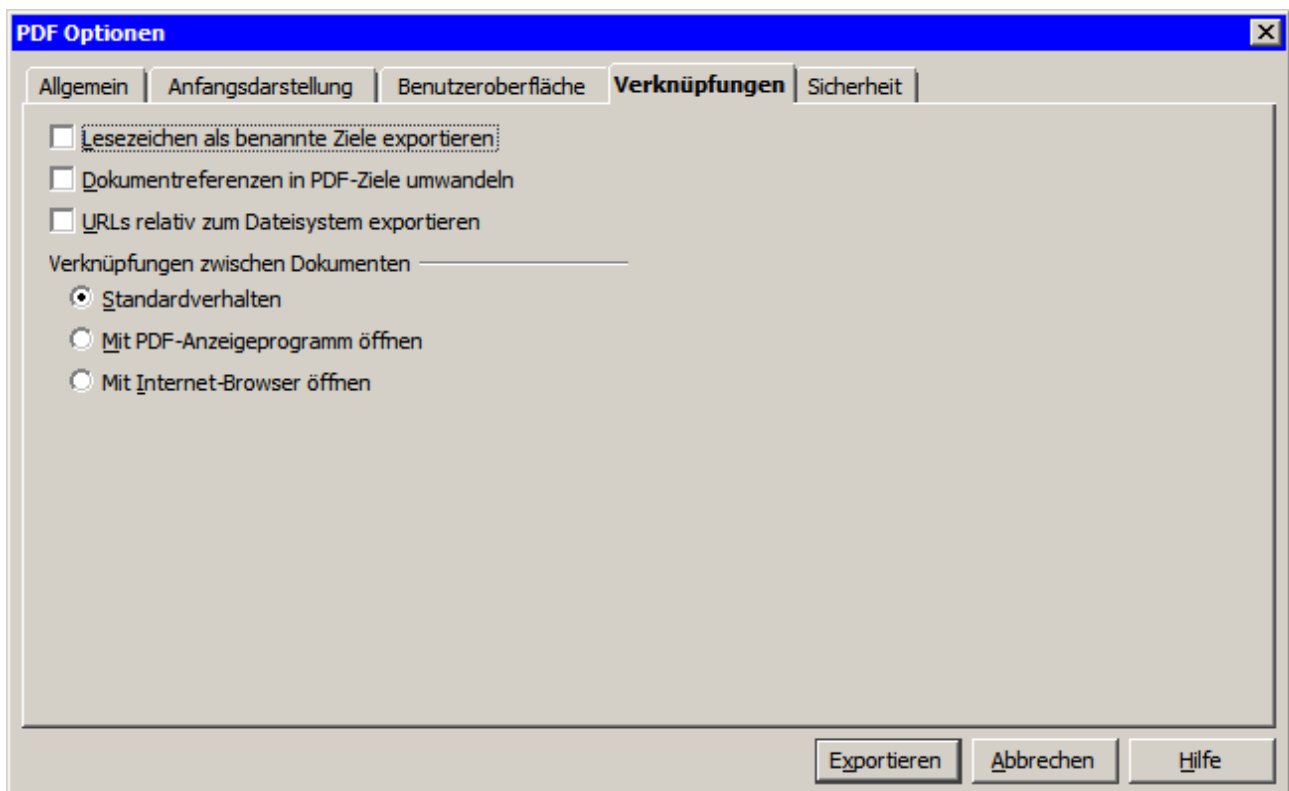 PDF Optionen
Allgemein Anfangsdarstellung Benutzeroberfläche Verknüpfungen Sicherheit
Lesezeichen als benannte Ziele exportieren
Dokumentreferenzen in PDF-Ziele umwandeln
URLs relativ zum Dateisystem exportieren
Verknüpfungen zwischen Dokumenten
Standardverhalten
Mit PDF-Anzeigeprogramm öffnen
Mit Internet-Browser öffnen
Exportieren Abbrechen Hilfe